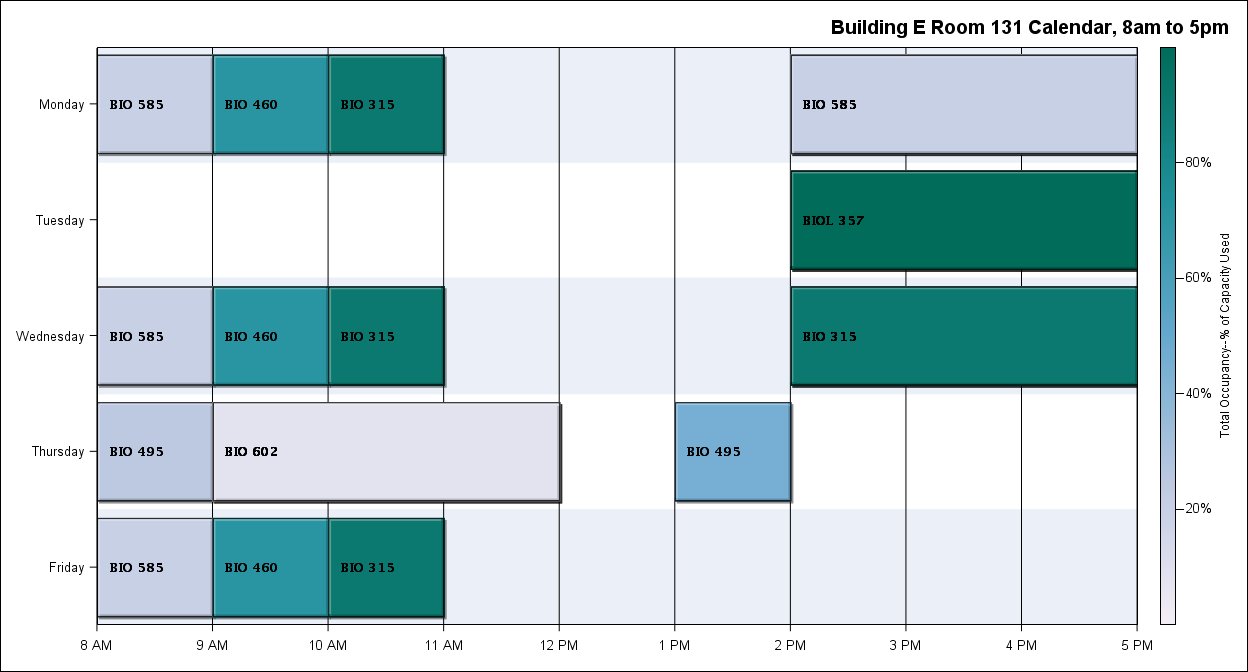 Building E Room 131 Calendar, 8am to 5pm
Monday
BIO 585
BIO 460
BIO 315
BIO 585
Tuesday
BIOL 357
Wednesday
BIO 585
BIO 460
BIO 315
BIO 315
Thursday
BIO 495
BIO 602
BIO 495
Friday
BIO 585
BIO 460
BIO 315
8 AM
9 AM
10 AM
11 AM
12 PM
1 PM
2 PM
3 PM
4 PM
5 PM
80%
60%
40%
20%
Total Occupancy--% of Capacity Used